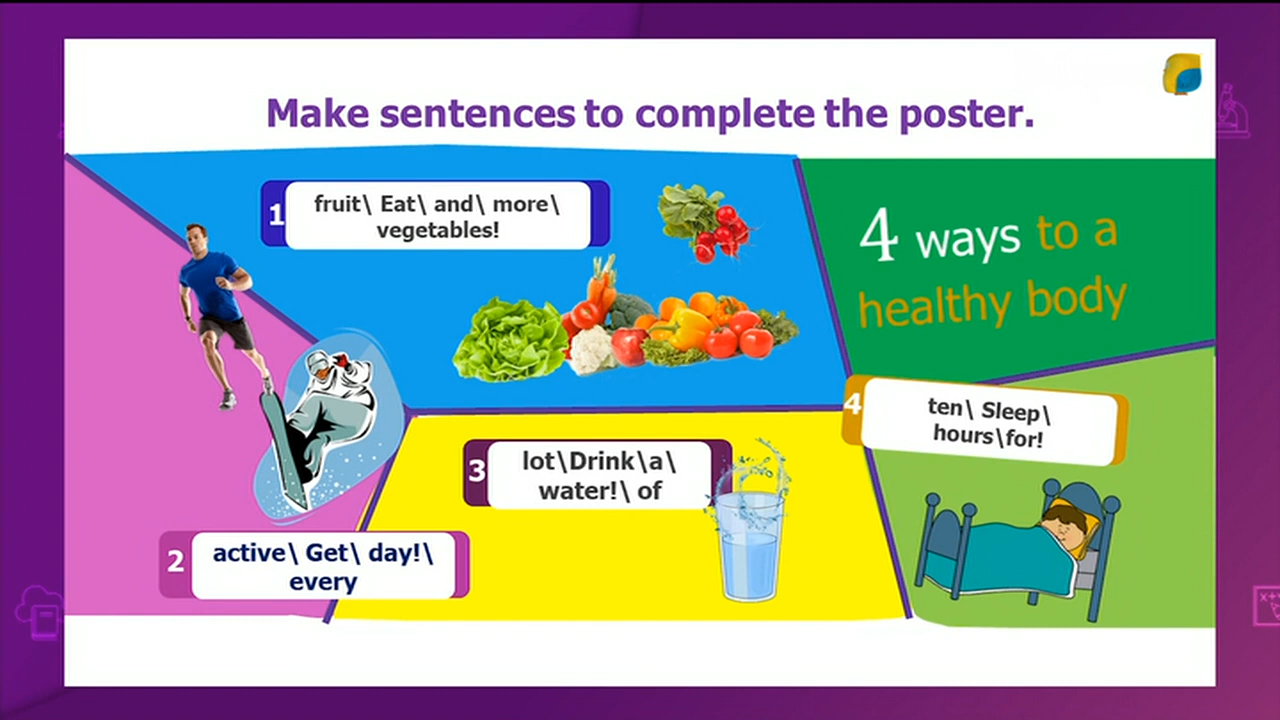 Make sentences to complete the poster.
1
fruit\ Eat\ and\ more\
vegetables!
4 ways to a
healthy body
4
ten\ Sleep\
hours\for!
3
lot\Drink\a\
water!\ of
2
active\ Get\ day!\
every